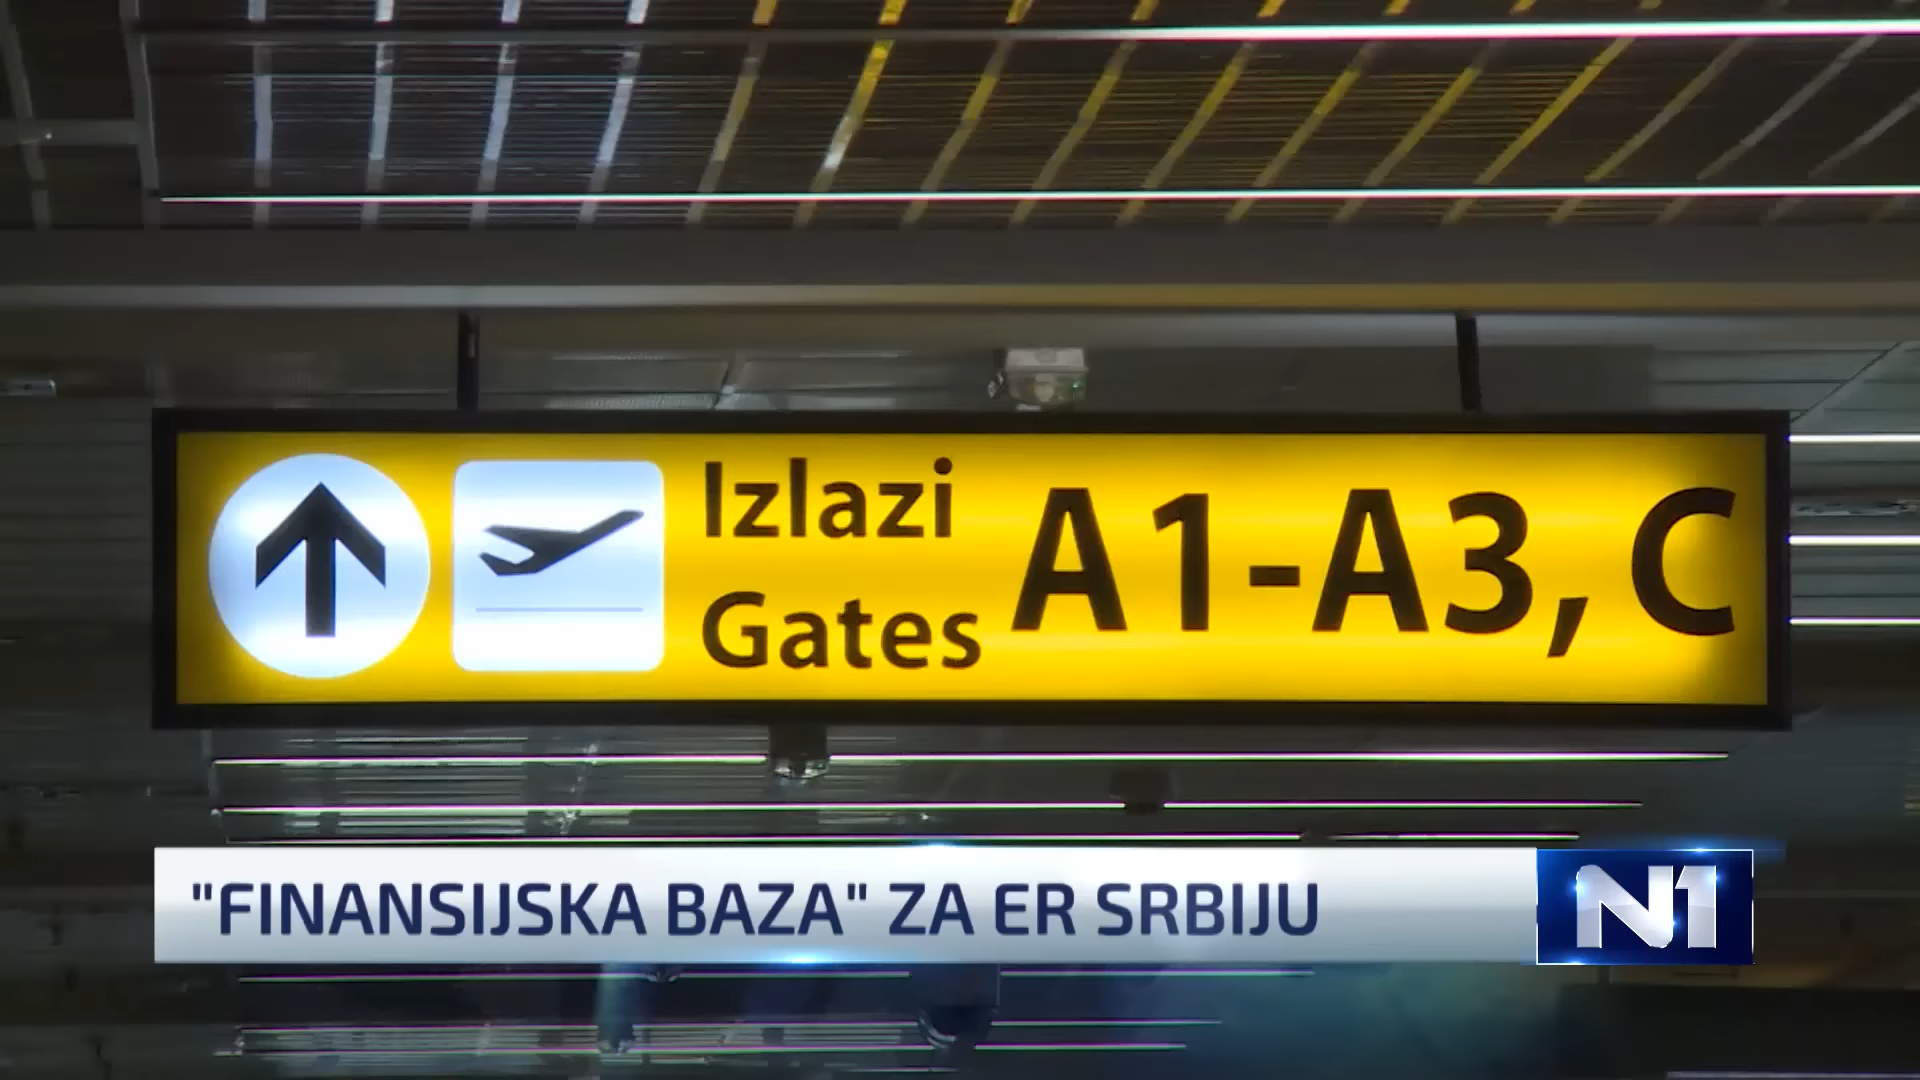 Izlazi
Gates
A1-A3, C
"FINANSIJSKA BAZA" ZA ER SRBIJU
N1